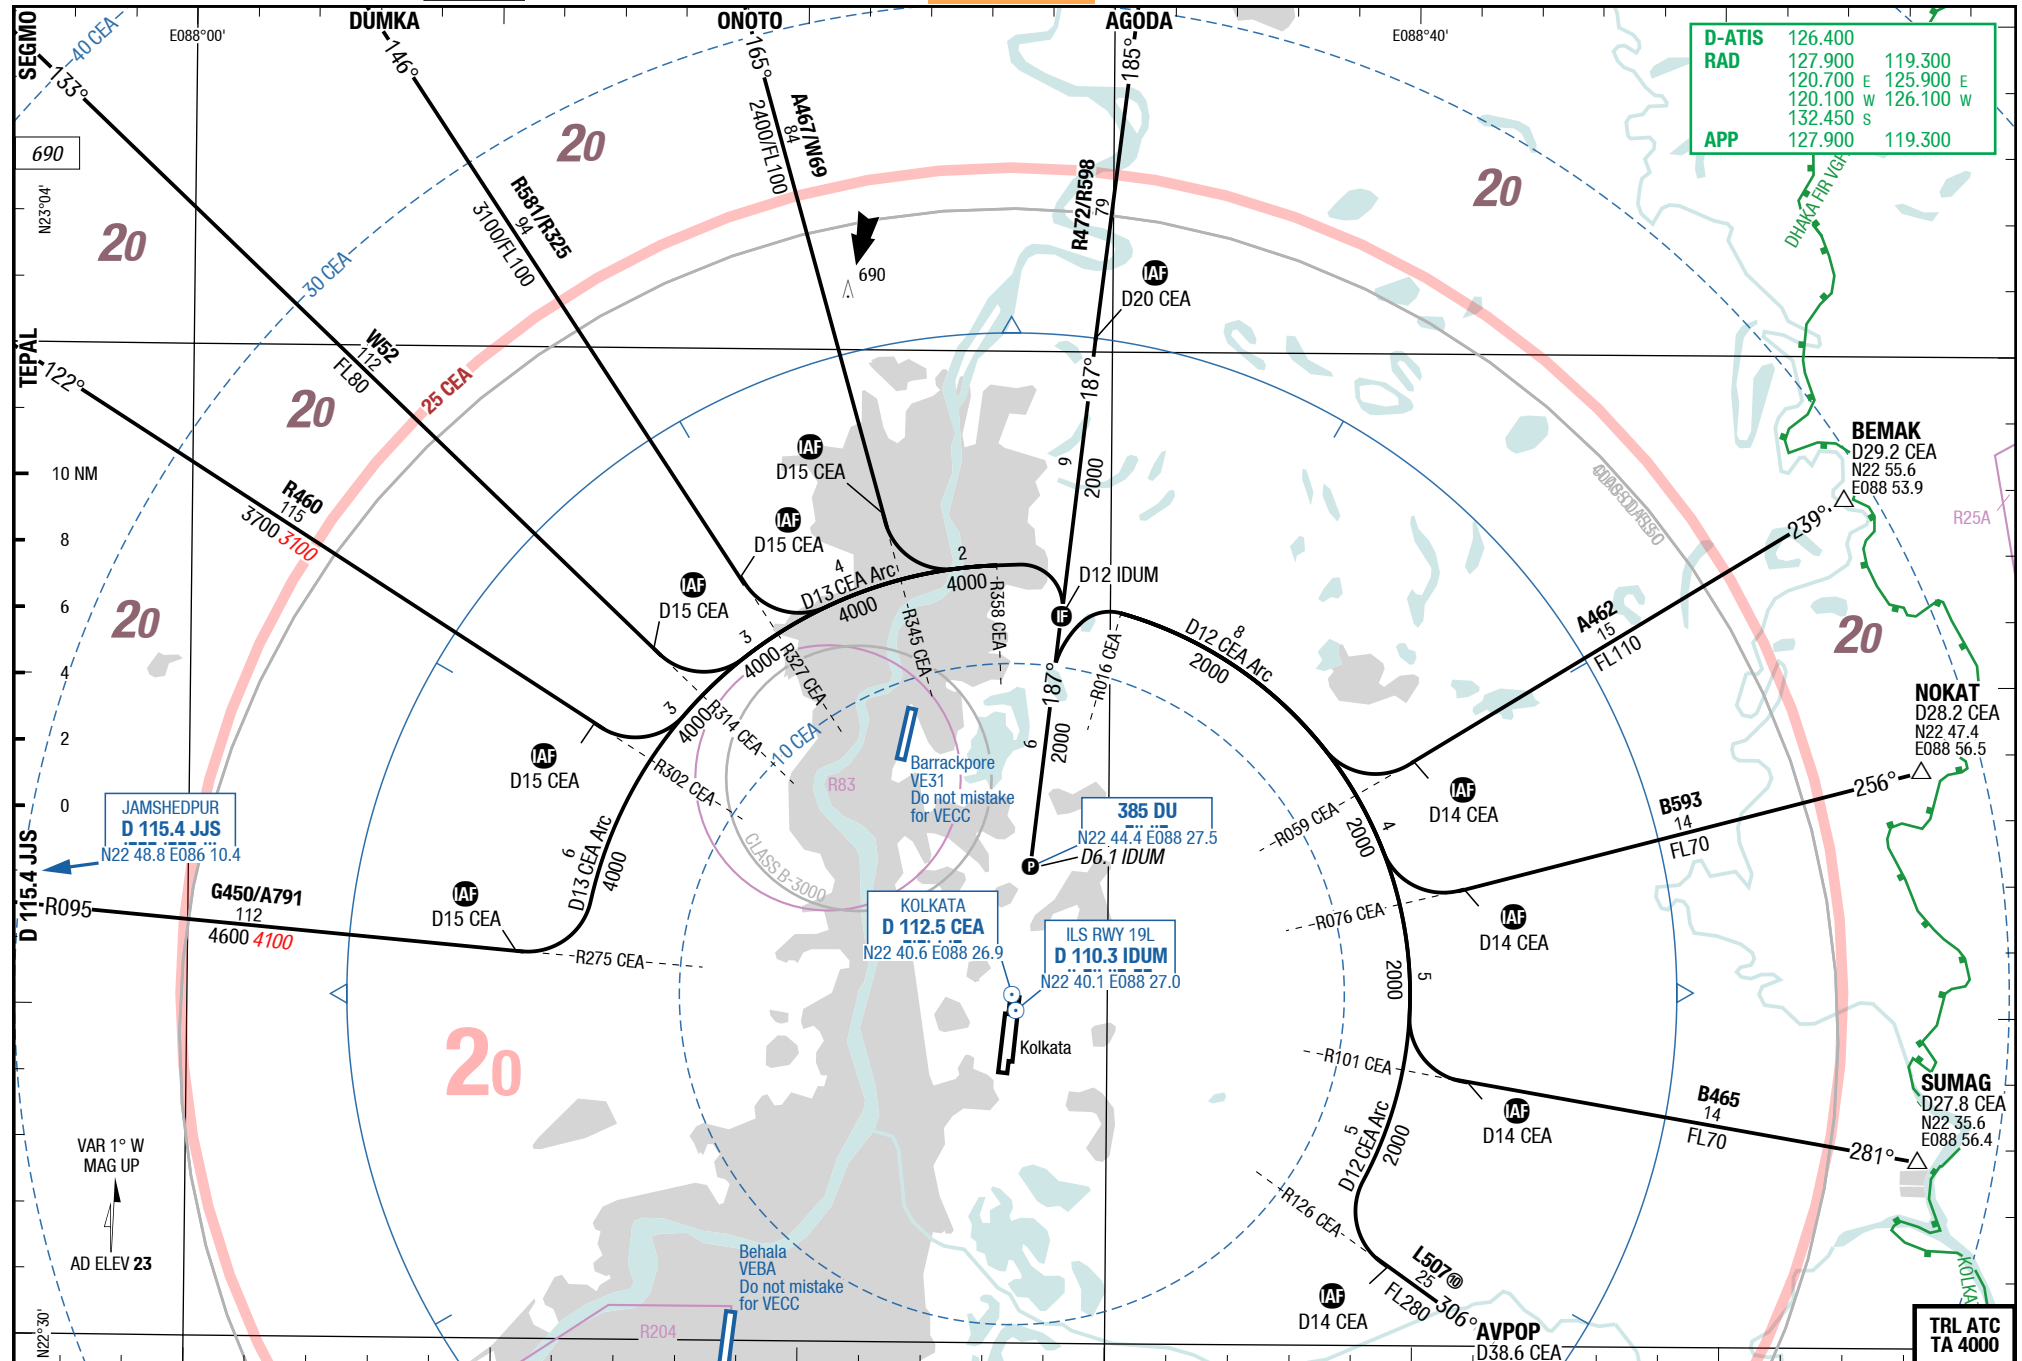 SEGMO
40 CEA
E088°00'
DUMKA
ONOTO
AGODA
E088°40'
D-ATIS 126.400
RAD 127.900 119.300
120.700 E 125.900 E
120.100 W 126.100 W
132.450 S
APP 127.900 119.300
133°
146°
165°
185°
690
N23°04'
20
20
20
20
20
20
20
20
DHAKA FIR VGF
A467/W69
84
2400/FL100
R581/R325
94
3100/FL100
R472/R598
79
30 CEA
690
IAF
D20 CEA
TEPAL
122°
W52
112
FL80
25 CEA
187°
9
2000
IAF
D15 CEA
IAF
D15 CEA
IAF
D15 CEA
IAF
D15 CEA
IAF
D15 CEA
10 NM
8
6
4
2
0
R460
115
3700 3100
BEMAK
D29.2 CEA
N22 55.6
E088 53.9
239°
R25A
A462
15
FL110
D12 IDUM
IF
4
D13 CEA Arc
4000
2
4000
R358 CEA
R345 CEA
3
4000
R327 CEA
3
4000
R314 CEA
R302 CEA
6
D13 CEA Arc
4000
R016 CEA
8
D12 CEA Arc
2000
187°
9
2000
10 CEA
R83
CLASS B-3000
Barrackpore
VE31
Do not mistake
for VECC
NOKAT
D28.2 CEA
N22 47.4
E088 56.5
256°
B593
14
FL70
IAF
D14 CEA
R059 CEA
4
2000
JAMSHEDPUR
D 115.4 JJS
N22 48.8 E086 10.4
D 115.4 JJS
R095
G450/A791
112
4600 4100
R275 CEA
385 DU
N22 44.4 E088 27.5
P
D6.1 IDUM
KOLKATA
D 112.5 CEA
N22 40.6 E088 26.9
ILS RWY 19L
D 110.3 IDUM
N22 40.1 E088 27.0
R076 CEA
IAF
D14 CEA
5
2000
Kolkata
R101 CEA
B465
14
FL70
281°
SUMAG
D27.8 CEA
N22 35.6
E088 56.4
IAF
D14 CEA
5
D12 CEA Arc
2000
R126 CEA
VAR 1° W
MAG UP
AD ELEV 23
Behala
VEBA
Do not mistake
for VECC
R204
N22°30'
L507⑩
25
FL280
306°
IAF
D14 CEA
AVPOP
D38.6 CEA
KOLKA
TRL ATC
TA 4000